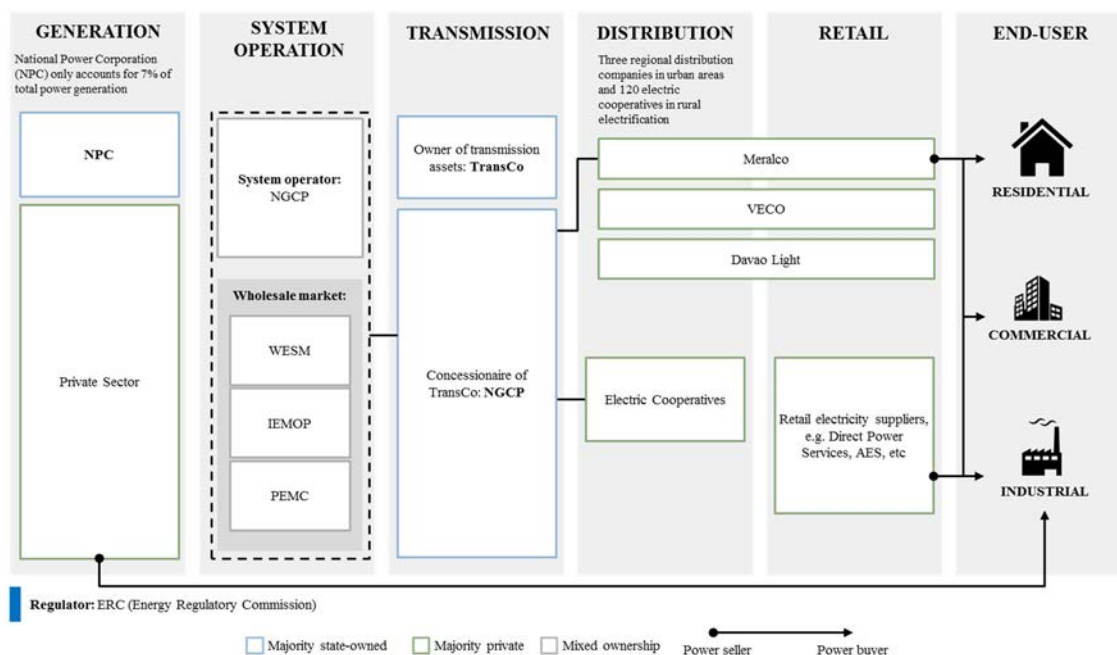 GENERATION
National Power Corporation
(NPC) only accounts for 7% of
total power generation
NPC
Private Sector
SYSTEM
OPERATION
System operator:
NGCP
Wholesale market:
WESM
IEMOP
PEMC
TRANSMISSION
Owner of transmission
assets: TransCo
Concessionaire of
TransCo: NGCP
DISTRIBUTION
Three regional distribution
companies in urban areas
and 120 electric
cooperatives in rural
electrification
RETAIL
Meralco
VECO
Davao Light
Electric Cooperatives
Retail electricity suppliers,
e.g. Direct Power
Services, AES, etc
END-USER
RESIDENTIAL
COMMERCIAL
INDUSTRIAL
Regulator: ERC (Energy Regulatory Commission)
Majority state-owned
Majority private
Mixed ownership
Power seller
Power buyer